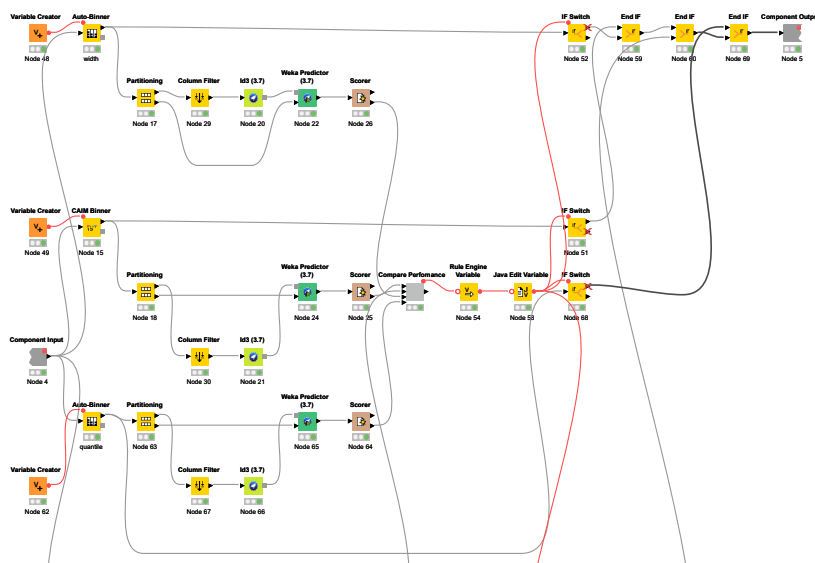 Variable Creator
Auto-Binner
IF Switch
End IF
End IF
End IF
Component Outp
Node 48
width
Node 52
Node 59
Node 60
Node 69
Node 5
Partitioning
Column Filter
Id3 (3.7)
Weka Predictor
(3.7)
Scorer
Node 17
Node 29
Node 20
Node 22
Node 26
Variable Creator
CAIM Binner
IF Switch
Node 49
Node 15
Node 51
Partitioning
Weka Predictor
(3.7)
Scorer
Compare Perfomance
Rule Engine
Variable
Java Edit Variable
IF Switch
Node 18
Node 24
Node 25
Node 54
Node 68
Component Input
Column Filter
Id3 (3.7)
Node 4
Node 30
Node 21
Auto-Binner
Partitioning
Weka Predictor
(3.7)
Scorer
quantile
Node 63
Node 65
Node 64
Variable Creator
Column Filter
Id3 (3.7)
Node 62
Node 67
Node 66